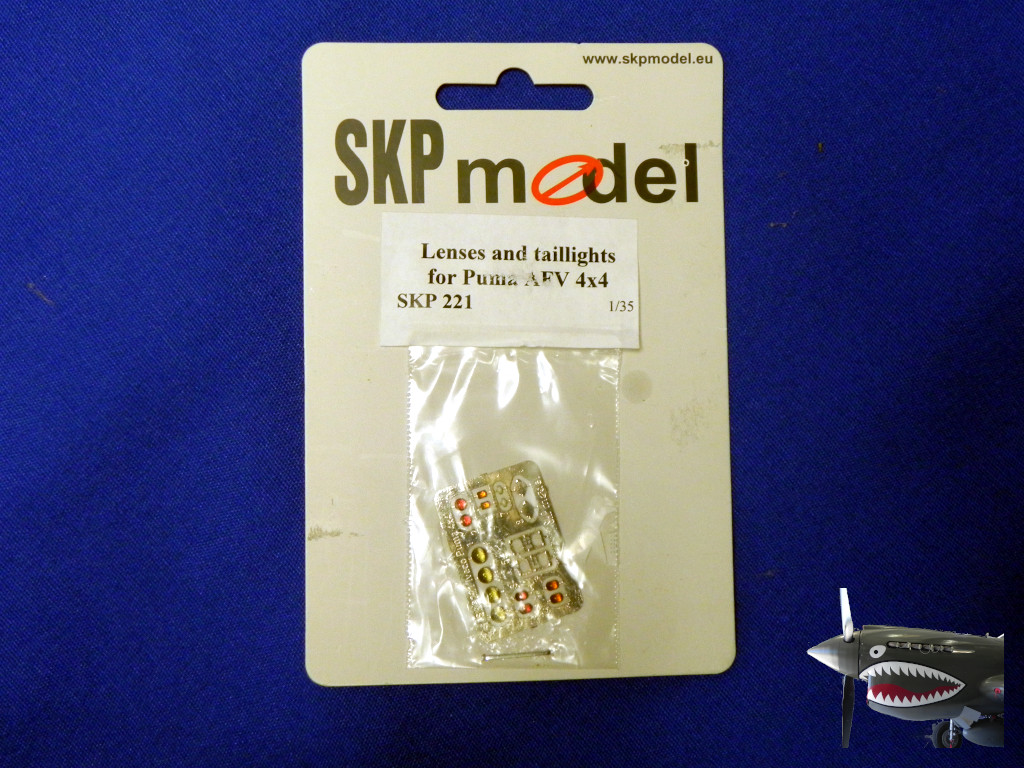 www.skpmodel.eu
SKP model
Lenses and taillights
for Puma AFV 4x4
SKP 221
1/35